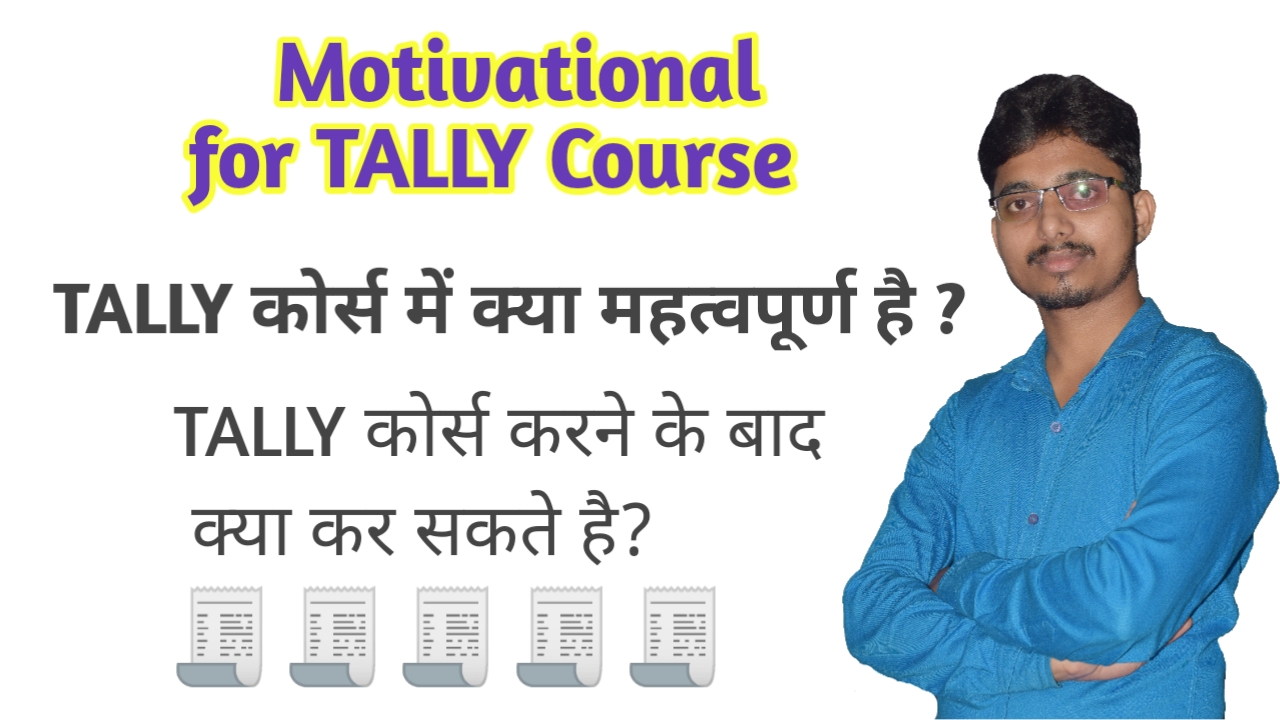 Motivational
for TALLY Course
TALLY कोर्स में क्या महत्वपूर्ण है ?
TALLY कोर्स करने के बाद
क्या कर सकते है?